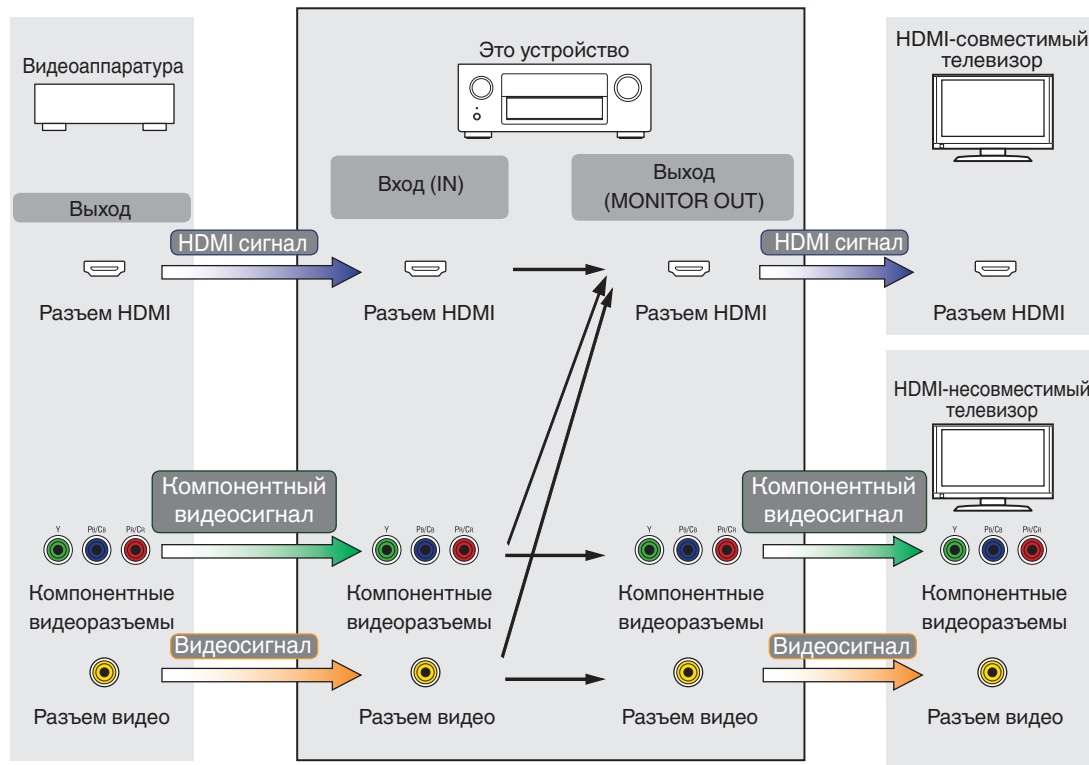 Видеоаппаратура
Это устройство
HDMI-совместимый
телевизор
Выход
Вход (IN)
Выход
(MONITOR OUT)
HDMI сигнал
HDMI сигнал
Разъем HDMI
Разъем HDMI
Разъем HDMI
Разъем HDMI
HDMI-несовместимый
телевизор
Компонентный
видеосигнал
Компонентный
видеосигнал
Y PB/CB PR/CR
Y PB/CB PR/CR
Y PB/CB PR/CR
Y PB/CB PR/CR
Компонентные
видеоразъемы
Компонентные
видеоразъемы
Компонентные
видеоразъемы
Компонентные
видеоразъемы
Видеосигнал
Видеосигнал
Разъем видео
Разъем видео
Разъем видео
Разъем видео